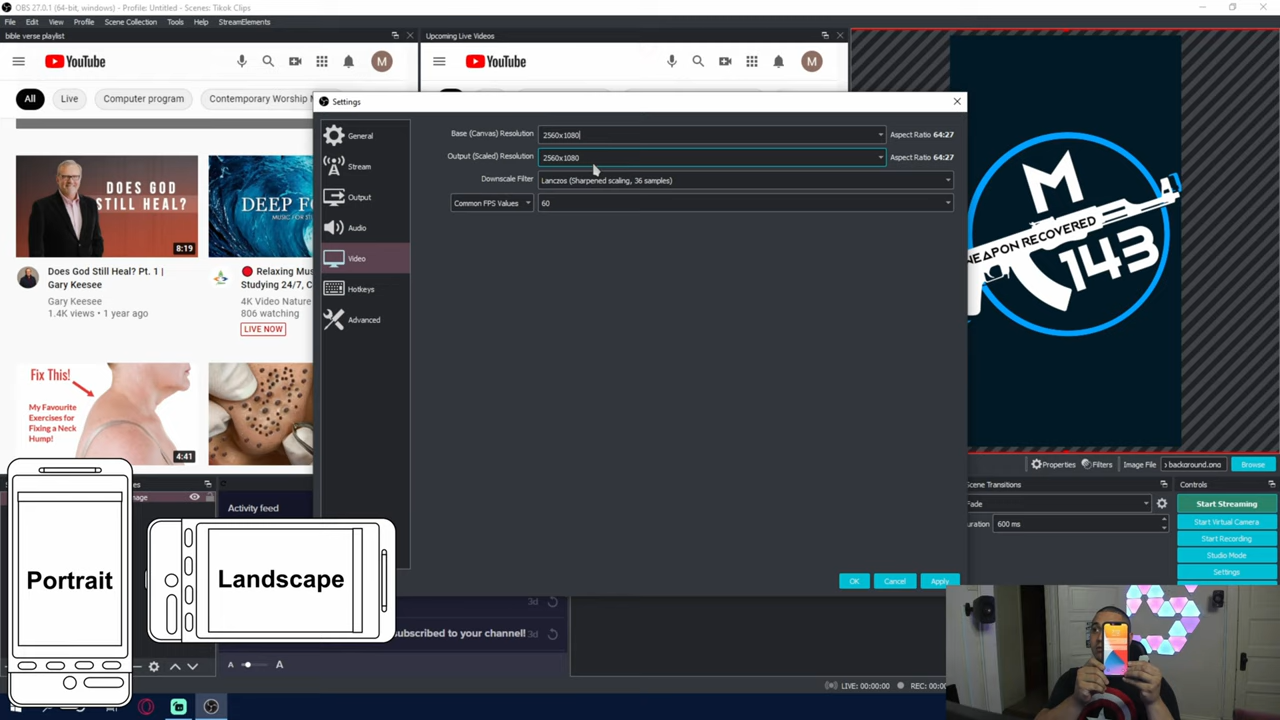 OBS 27.0.1 (64-bit, windows) - Profile: Untitled - Scenes: Tikok Clips
File Edit View Profile Scene Collection Tools Help StreamElements
bible verse playlist
Upcoming Live Videos
YouTube
M
YouTube
M
All Live Computer program Contemporary Worship
Settings
General
Stream
Output
Audio
Video
Hotkeys
Advanced
Base (Canvas) Resolution 2560x1080 Aspect Ratio 64:27
Output (Scaled) Resolution 2560x1080 Aspect Ratio 64:27
Downscale Filter Lanczos (Sharpened scaling, 36 samples)
Common FPS Values 60
OK Cancel Apply
DOES GOD
STILL HEAL?
8:19
DEEP
Does God Still Heal? Pt. 1 |
Gary Keesee
Gary Keesee
1.4K views • 1 year ago
Relaxing
Studying 24/7,
4K Video Nature
806 watching
LIVE NOW
Fix This!
My Favourite
Exercises for
Fixing a Neck
Hump!
4:41
M
WEAPON RECOVERED
143
Properties Filters Image File background.png Browse
Scene Transitions
Controls
Fade
600 ms
Start Streaming
Start Virtual Camera
Start Recording
Studio Mode
Settings
Activity feed
3d
subscribed to your channel! 3d
A A
Portrait
Landscape
LIVE: 00:00:00 REC: 00:00